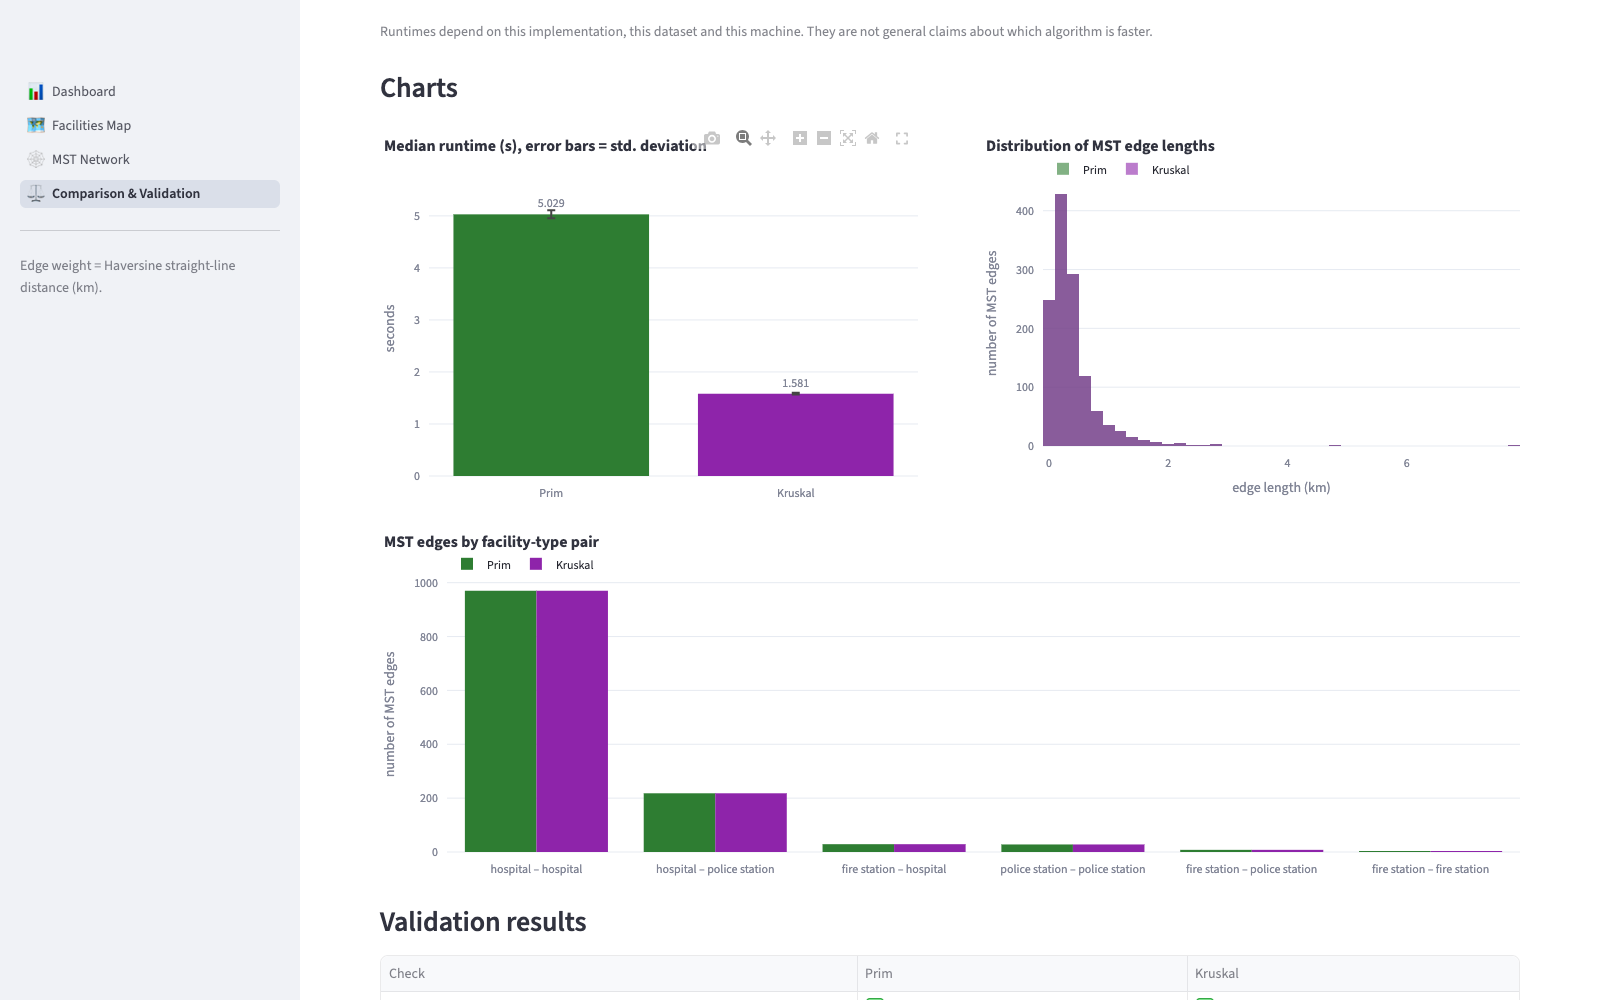 Dashboard
Facilities Map
MST Network
Comparison & Validation
Edge weight = Haversine straight-line
distance (km).
Runtimes depend on this implementation, this dataset and this machine. They are not general claims about which algorithm is faster.
Charts
Median runtime (s), error bars = std. deviation
5.029
1.581
5
4
3
2
1
0
seconds
Prim
Kruskal
Distribution of MST edge lengths
Prim
Kruskal
400
300
200
100
0
number of MST edges
0
2
4
6
edge length (km)
MST edges by facility-type pair
Prim
Kruskal
1000
800
600
400
200
0
number of MST edges
hospital – hospital
hospital – police station
fire station – hospital
police station – police station
fire station – police station
fire station – fire station
Validation results
Check
Prim
Kruskal